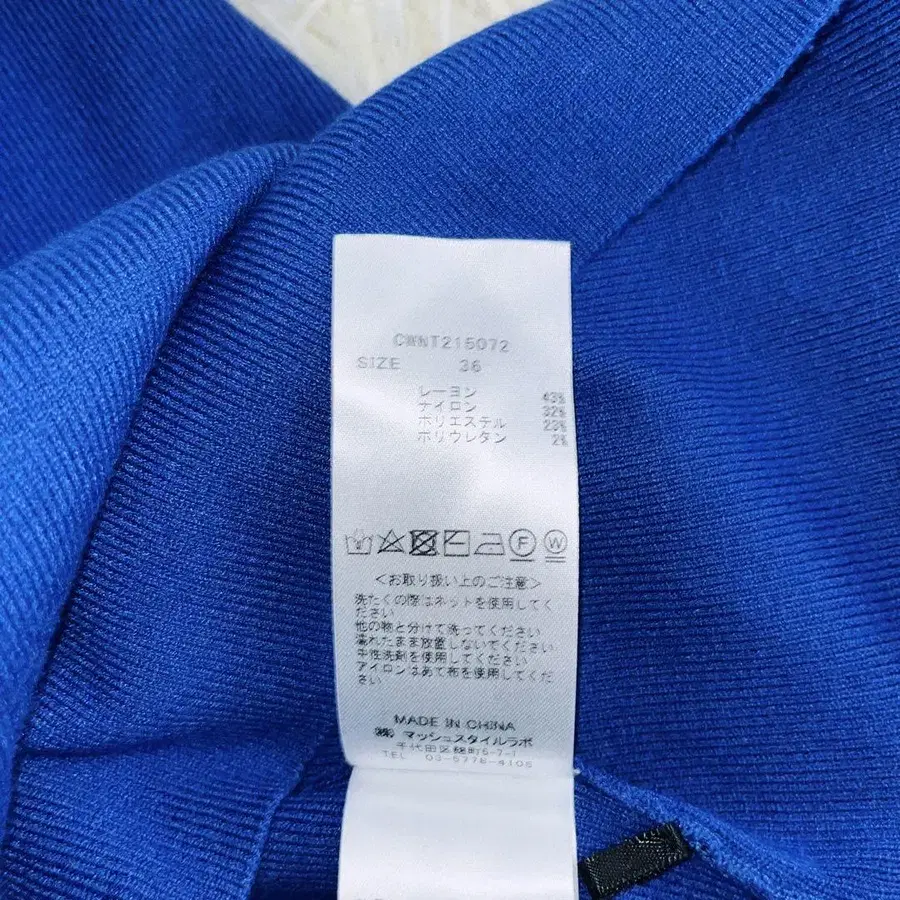 CWNT215072
SIZE 36
レーヨン 43%
ナイロン 32%
ポリエステル 23%
ポリウレタン 2%
F W
<お取り扱い上のご注意>
洗たくの際はネットを使用してく
ださい
他の物と分けて洗ってください
濡れたまま放置しないでください
中性洗剤を使用してください
アイロンはあて布を使用してくだ
さい
MADE IN CHINA
㈱マッシュスタイルラボ
千代田区麹町5-7-1
TEL 03-5778-4105